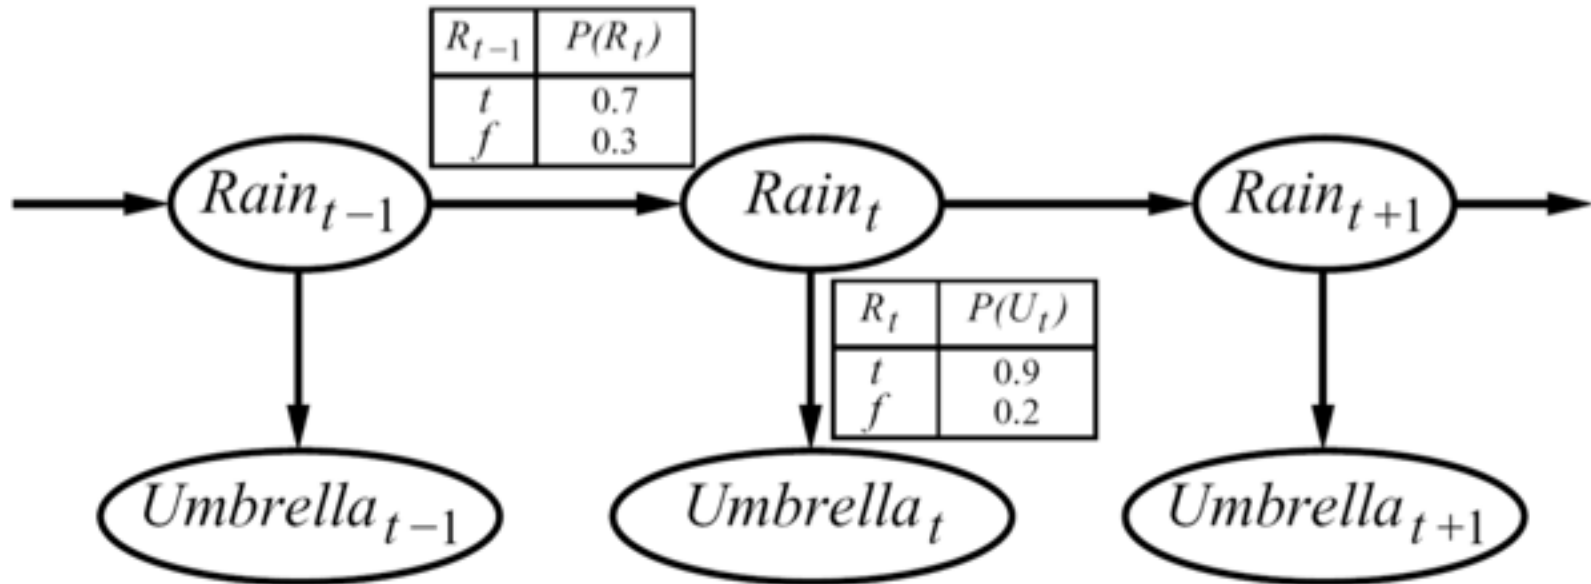 R_{t-1} P(R_t)
t 0.7
f 0.3
Rain_{t-1} Rain_t Rain_{t+1}
R_t P(U_t)
t 0.9
f 0.2
Umbrella_{t-1} Umbrella_t Umbrella_{t+1}